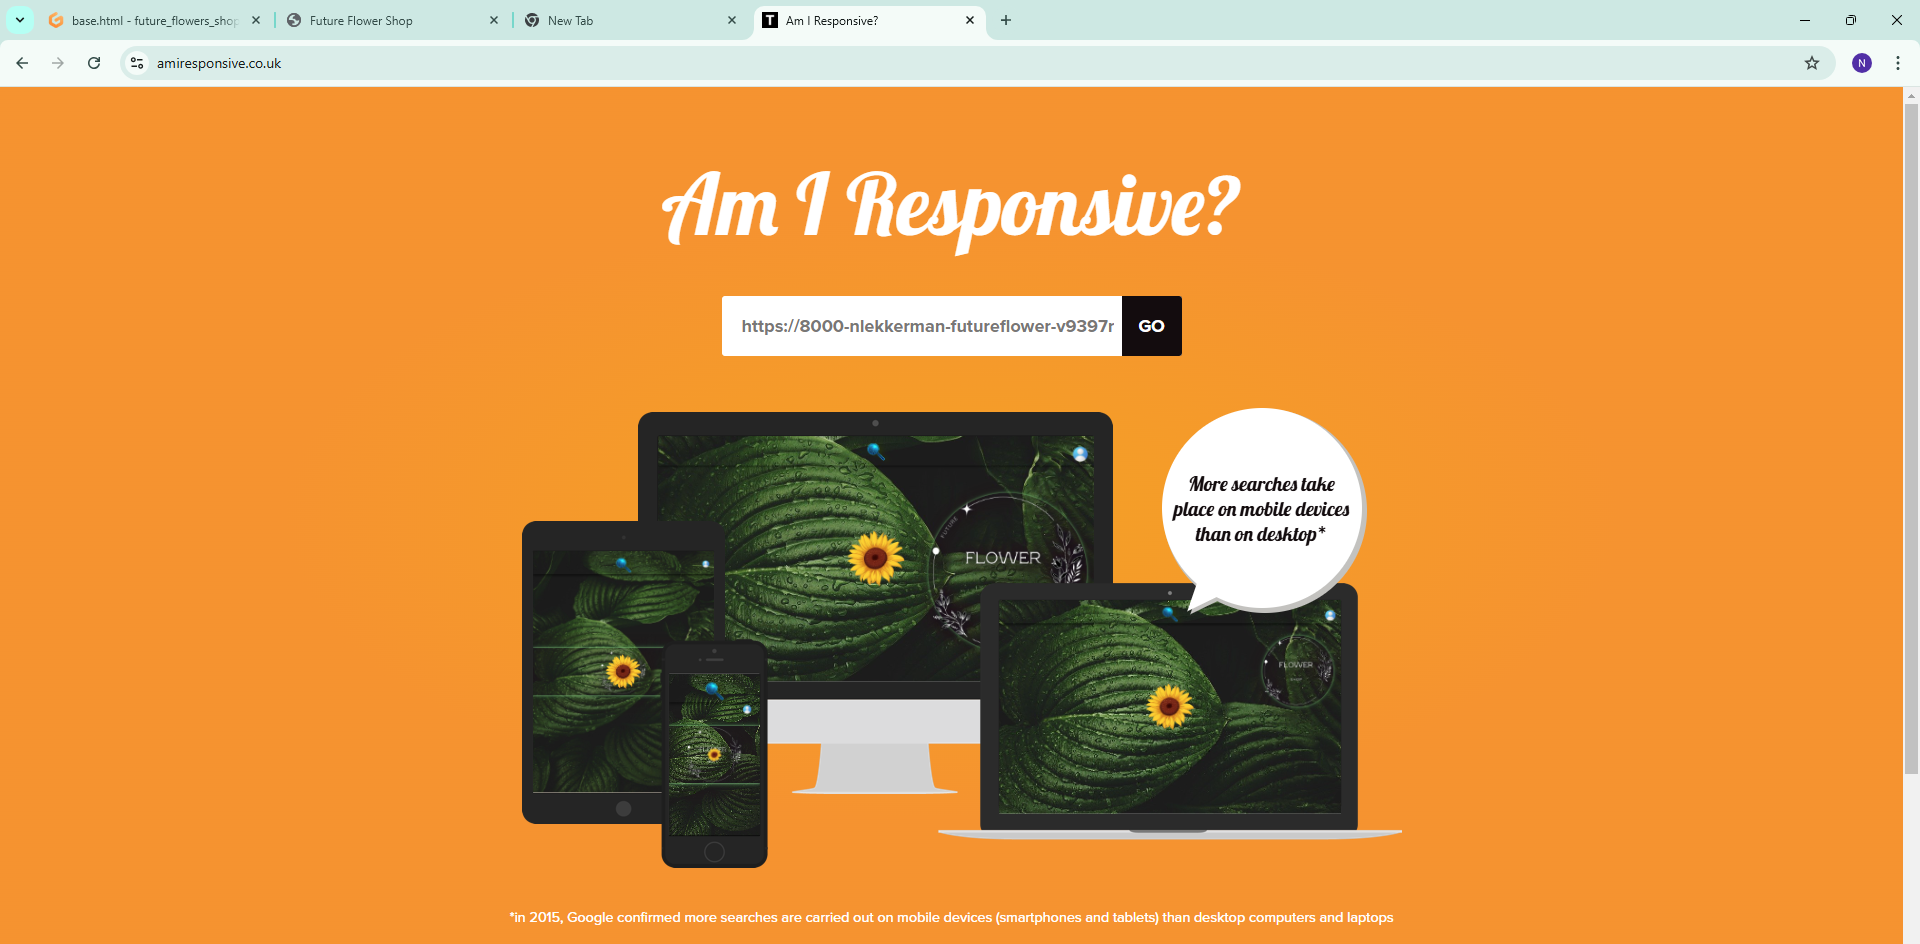 base.html - future_flowers_shop
Future Flower Shop
New Tab
T
Am I Responsive?
amiresponsive.co.uk
N
Am I Responsive?
https://8000-nlekkerman-futureflower-v9397r
GO
More searches take
place on mobile devices
than on desktop*
FUTURE
FLOWER
FLOWER
*in 2015, Google confirmed more searches are carried out on mobile devices (smartphones and tablets) than desktop computers and laptops